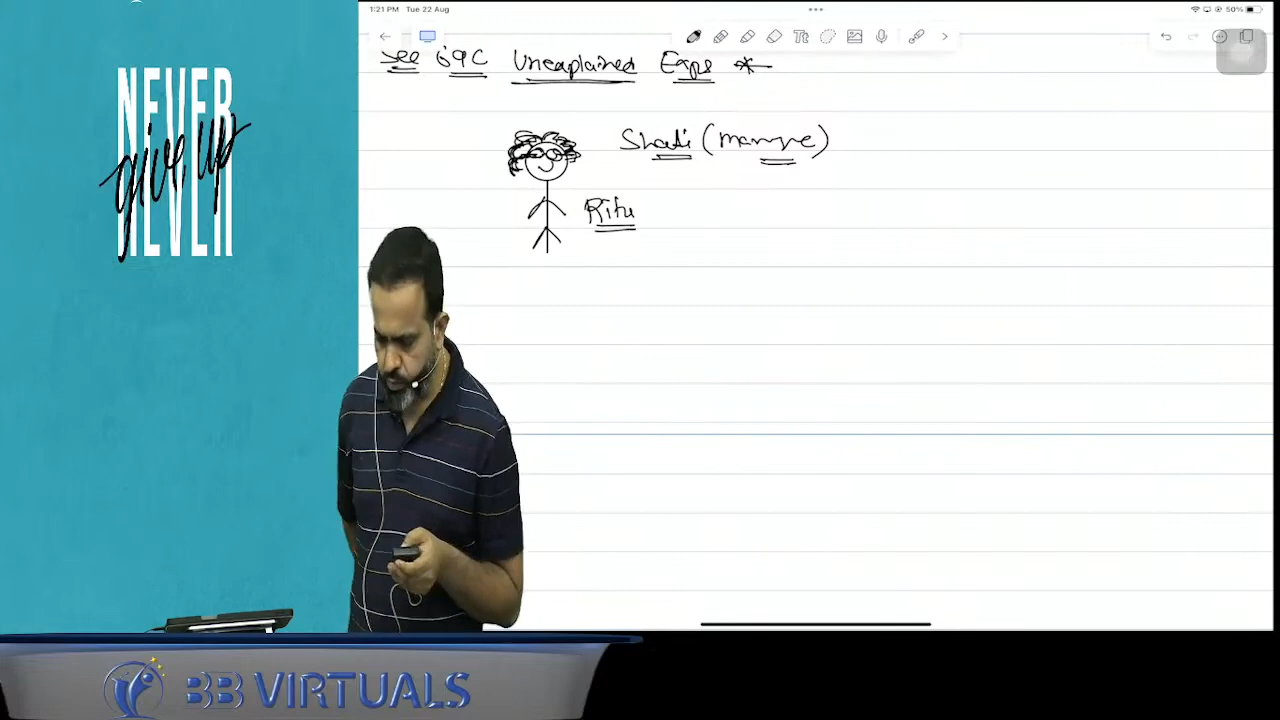 1:21 PM Tue 22 Aug
50%
See 69C Unexplained Exps *
Shadi (Marriage)
Ritu
NEVER
give up
NEVER
BB VIRTUALS